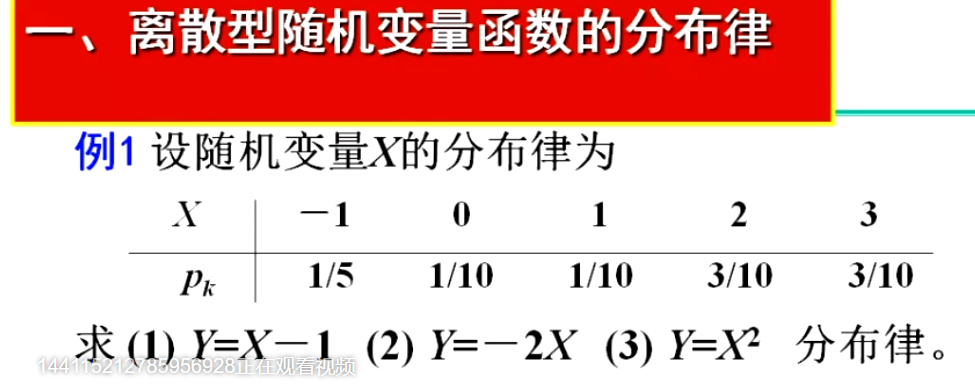 一、离散型随机变量函数的分布律
例1 设随机变量X的分布律为
X －1 0 1 2 3
pk 1/5 1/10 1/10 3/10 3/10
求 (1) Y=X－1 (2) Y=－2X (3) Y=X² 分布律。
144115212785956928正在观看视频